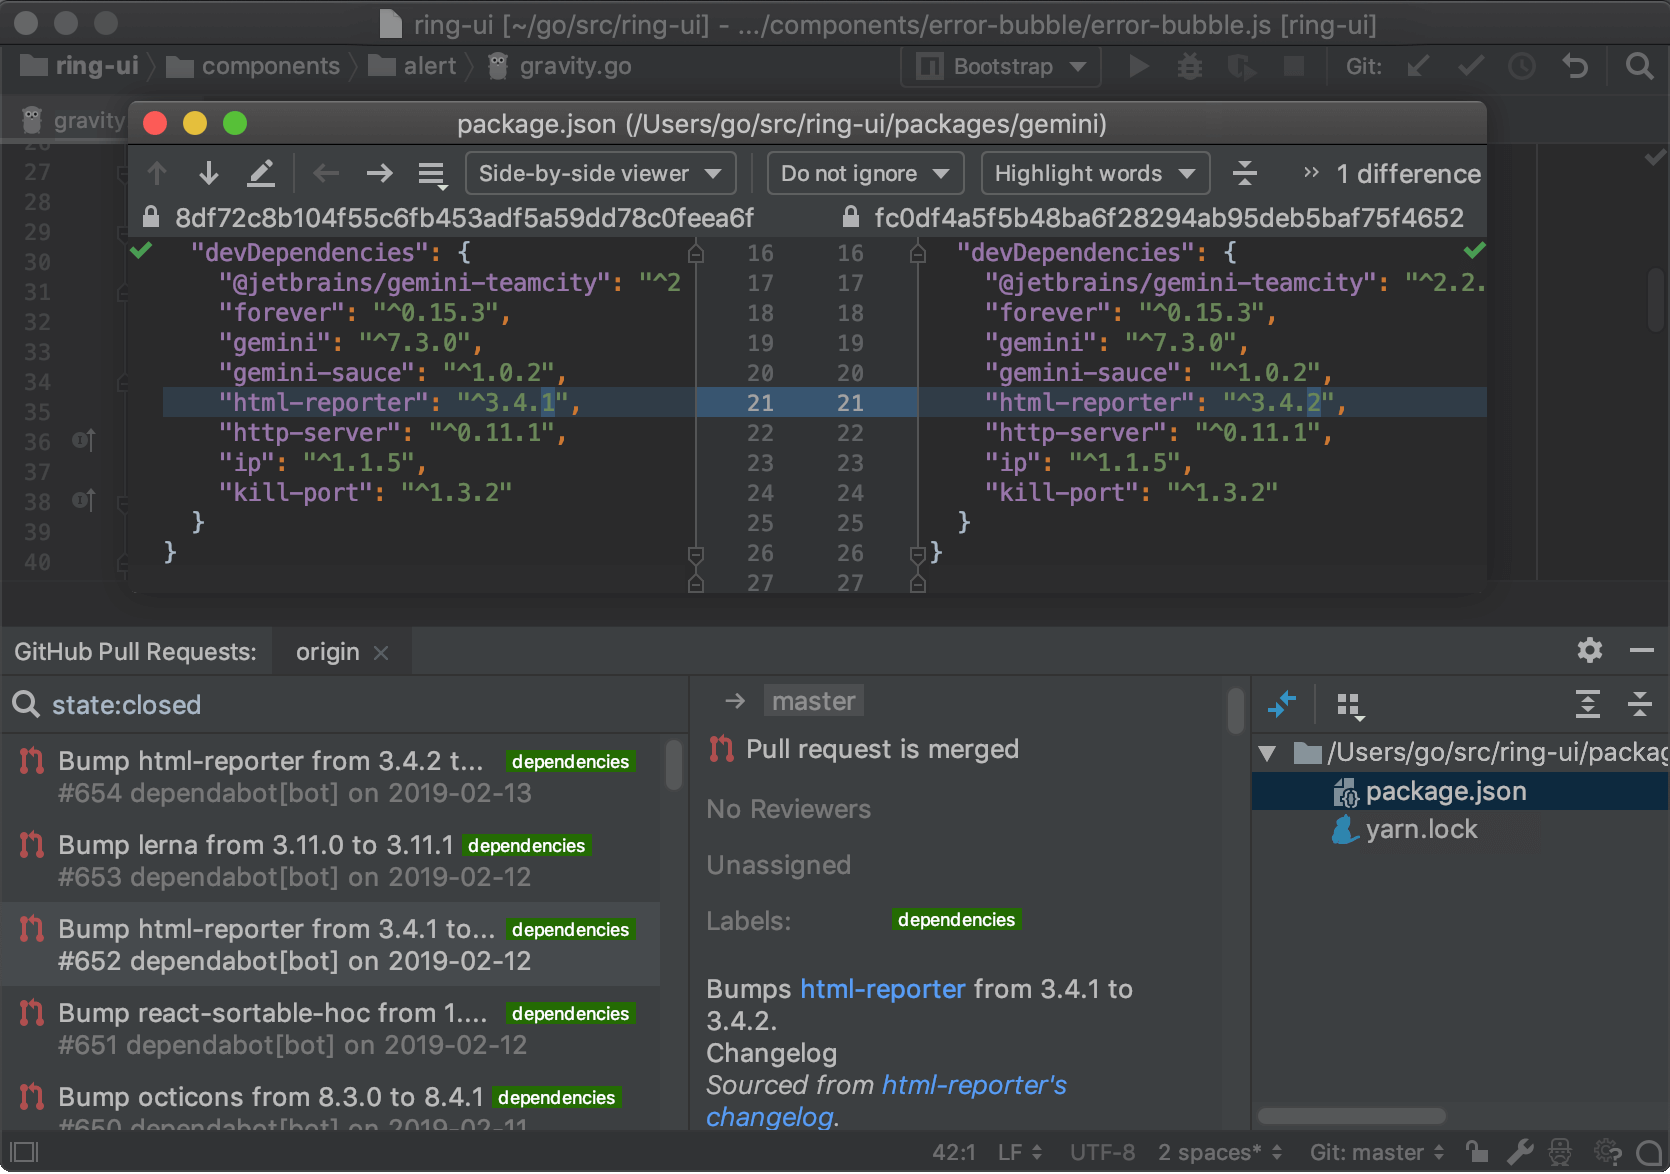 ring-ui [~/go/src/ring-ui] - .../components/error-bubble/error-bubble.js [ring-ui]
ring-ui components alert gravity.go Bootstrap Git:
gravity
package.json (/Users/go/src/ring-ui/packages/gemini)
Side-by-side viewer Do not ignore Highlight words » 1 difference
8df72c8b104f55c6fb453adf5a59dd78c0feea6f fc0df4a5f5b48ba6f28294ab95deb5baf75f4652
26
27
28
29
30
31
32
33
34
35
36
37
38
39
40
"devDependencies": { 16 16 "devDependencies": {
"@jetbrains/gemini-teamcity": "^2 17 17 "@jetbrains/gemini-teamcity": "^2.2.
"forever": "^0.15.3", 18 18 "forever": "^0.15.3",
"gemini": "^7.3.0", 19 19 "gemini": "^7.3.0",
"gemini-sauce": "^1.0.2", 20 20 "gemini-sauce": "^1.0.2",
"html-reporter": "^3.4.1", 21 21 "html-reporter": "^3.4.2",
"http-server": "^0.11.1", 22 22 "http-server": "^0.11.1",
"ip": "^1.1.5", 23 23 "ip": "^1.1.5",
"kill-port": "^1.3.2" 24 24 "kill-port": "^1.3.2"
} 25 25 }
} 26 26 }
27 27
GitHub Pull Requests: origin
state:closed
Bump html-reporter from 3.4.2 t... dependencies
#654 dependabot[bot] on 2019-02-13
Bump lerna from 3.11.0 to 3.11.1 dependencies
#653 dependabot[bot] on 2019-02-12
Bump html-reporter from 3.4.1 to... dependencies
#652 dependabot[bot] on 2019-02-12
Bump react-sortable-hoc from 1.... dependencies
#651 dependabot[bot] on 2019-02-12
Bump octicons from 8.3.0 to 8.4.1 dependencies
#650 dependabot[bot] on 2019-02-11
→ master
Pull request is merged
No Reviewers
Unassigned
Labels: dependencies
Bumps html-reporter from 3.4.1 to
3.4.2.
Changelog
Sourced from html-reporter's
changelog.
/Users/go/src/ring-ui/packag
package.json
yarn.lock
42:1 LF UTF-8 2 spaces* Git: master